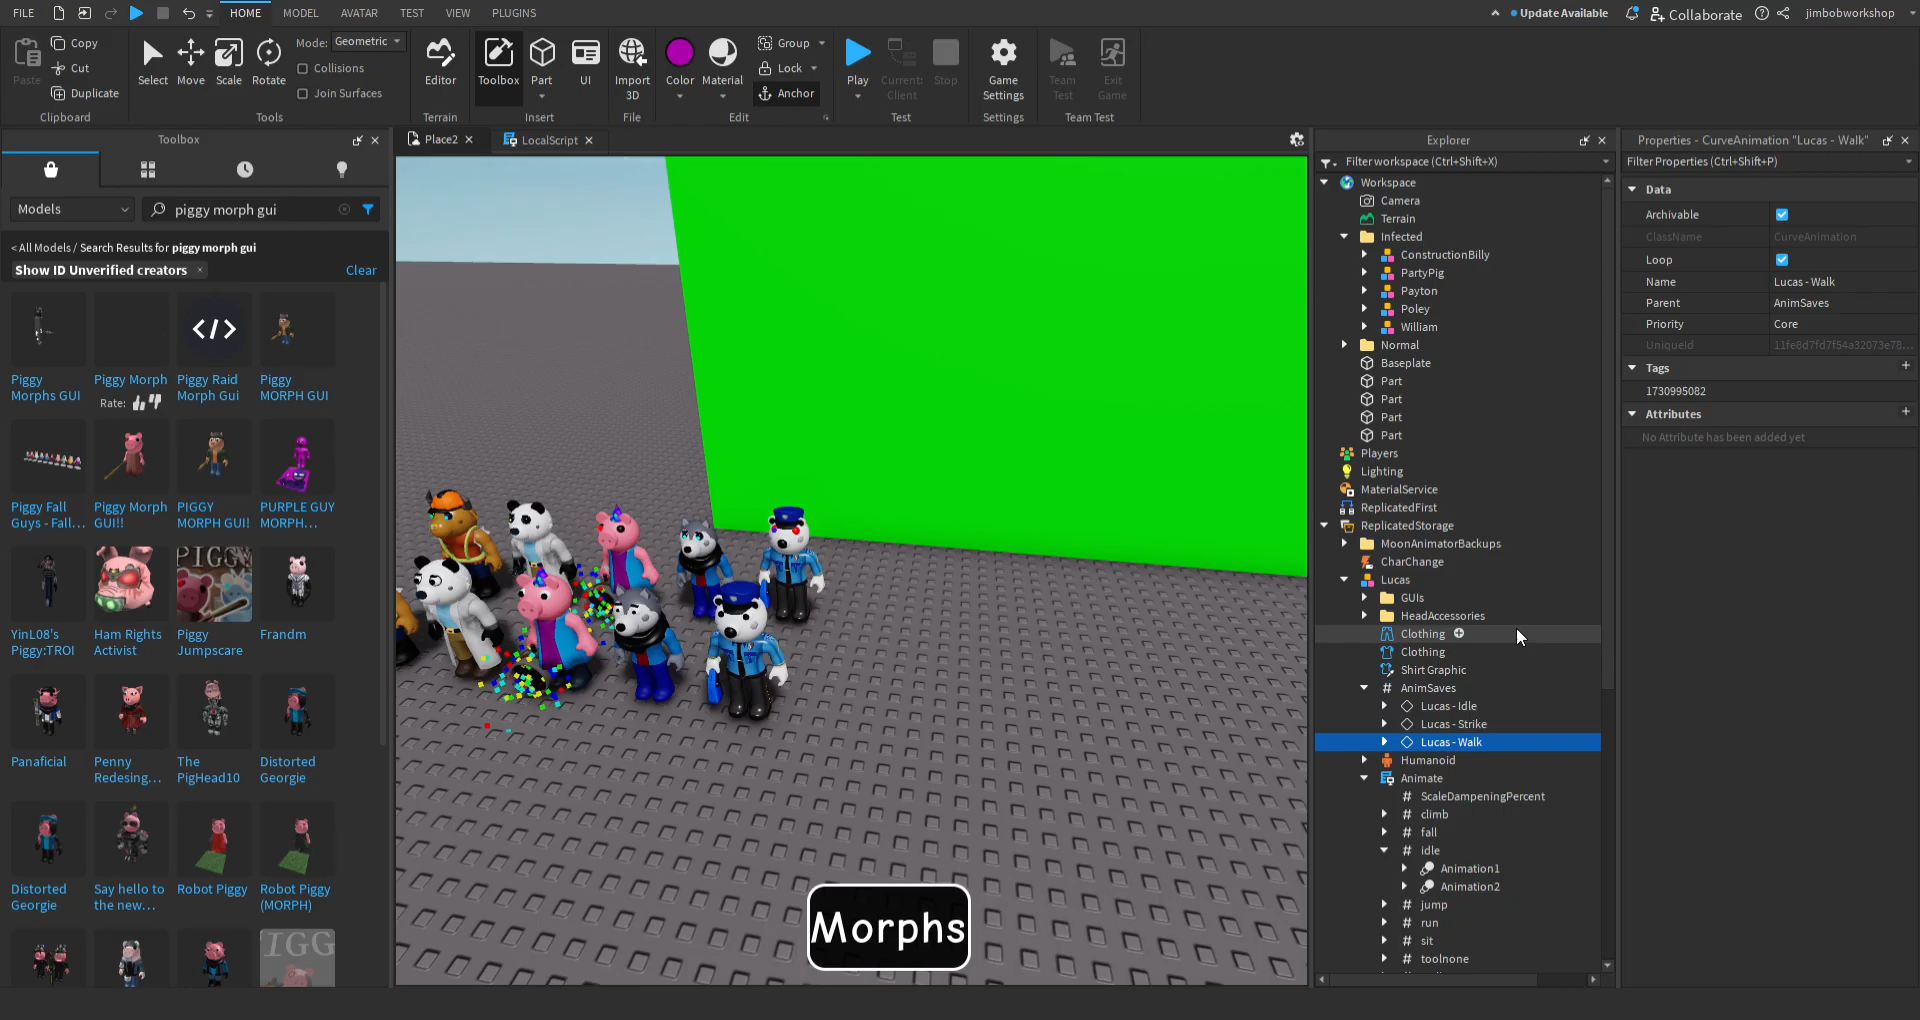 FILE
HOME
MODEL
AVATAR
TEST
VIEW
PLUGINS
Update Available
Collaborate
jimbobworkshop
Paste
Copy
Cut
Duplicate
Clipboard
Select
Move
Scale
Rotate
Mode: Geometric
Collisions
Join Surfaces
Tools
Editor
Terrain
Toolbox
Part
UI
Insert
Import
3D
File
Color
Material
Group
Lock
Anchor
Edit
Play
Current:
Client
Stop
Test
Game
Settings
Settings
Team
Test
Exit
Game
Team Test
Toolbox
Models
piggy morph gui
< All Models / Search Results for piggy morph gui
Show ID Unverified creators ×
Clear
Piggy
Morphs GUI
Piggy Morph
Rate:
Piggy Raid
Morph Gui
Piggy
MORPH GUI
Piggy Fall
Guys - Fall...
Piggy Morph
GUI!!
PIGGY
MORPH GUI!
PURPLE GUY
MORPH...
YinL08's
Piggy:TROI
Ham Rights
Activist
PIGGY
Piggy
Jumpscare
Frandm
Panaficial
Penny
Redesing...
The
PigHead10
Distorted
Georgie
Distorted
Georgie
Say hello to
the new...
Robot Piggy
Robot Piggy
(MORPH)
IGG
Place2 ×
LocalScript ×
Morphs
Explorer
Filter workspace (Ctrl+Shift+X)
Workspace
Camera
Terrain
Infected
ConstructionBilly
PartyPig
Payton
Poley
William
Normal
Baseplate
Part
Part
Part
Part
Players
Lighting
MaterialService
ReplicatedFirst
ReplicatedStorage
MoonAnimatorBackups
CharChange
Lucas
GUIs
HeadAccessories
Clothing
Clothing
Shirt Graphic
# AnimSaves
Lucas - Idle
Lucas - Strike
Lucas - Walk
Humanoid
Animate
# ScaleDampeningPercent
# climb
# fall
# idle
Animation1
Animation2
# jump
# run
# sit
# toolnone
Properties - CurveAnimation "Lucas - Walk"
Filter Properties (Ctrl+Shift+P)
Data
Archivable
ClassName CurveAnimation
Loop
Name Lucas - Walk
Parent AnimSaves
Priority Core
UniqueId 11fe8d7fd7f54a32073e78...
Tags
1730995082
Attributes
No Attribute has been added yet